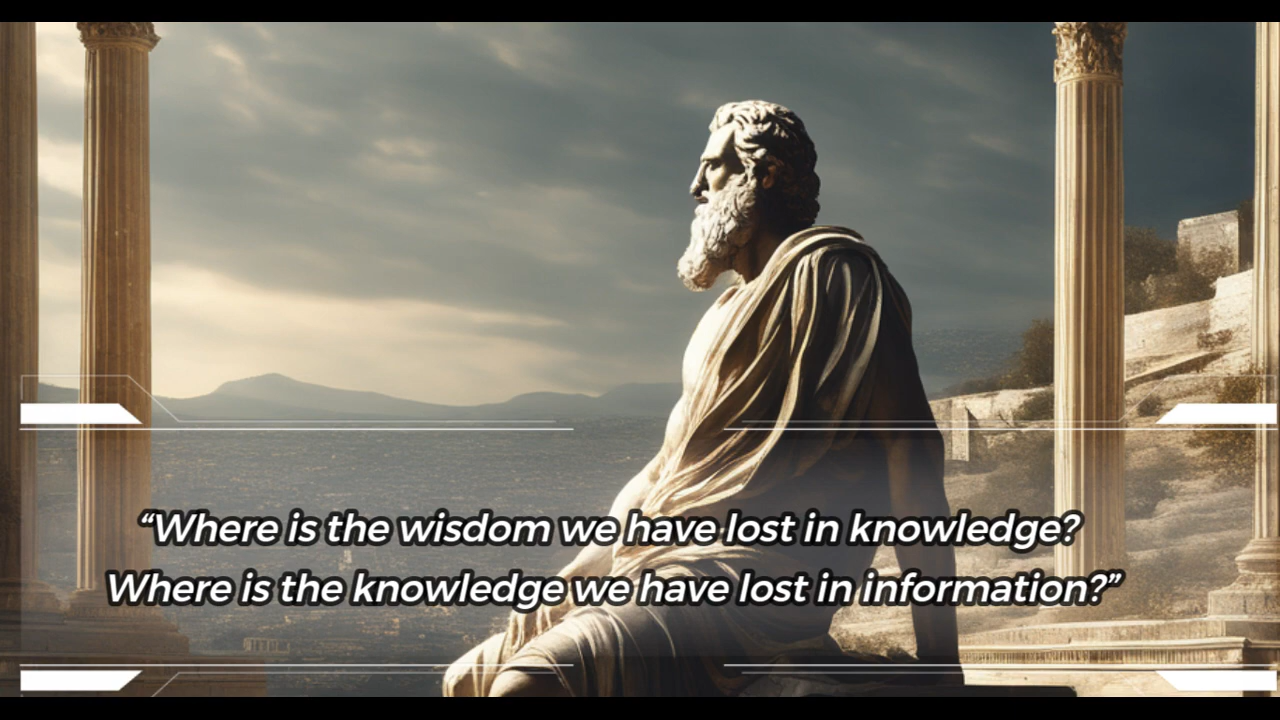 “Where is the wisdom we have lost in knowledge?
Where is the knowledge we have lost in information?”